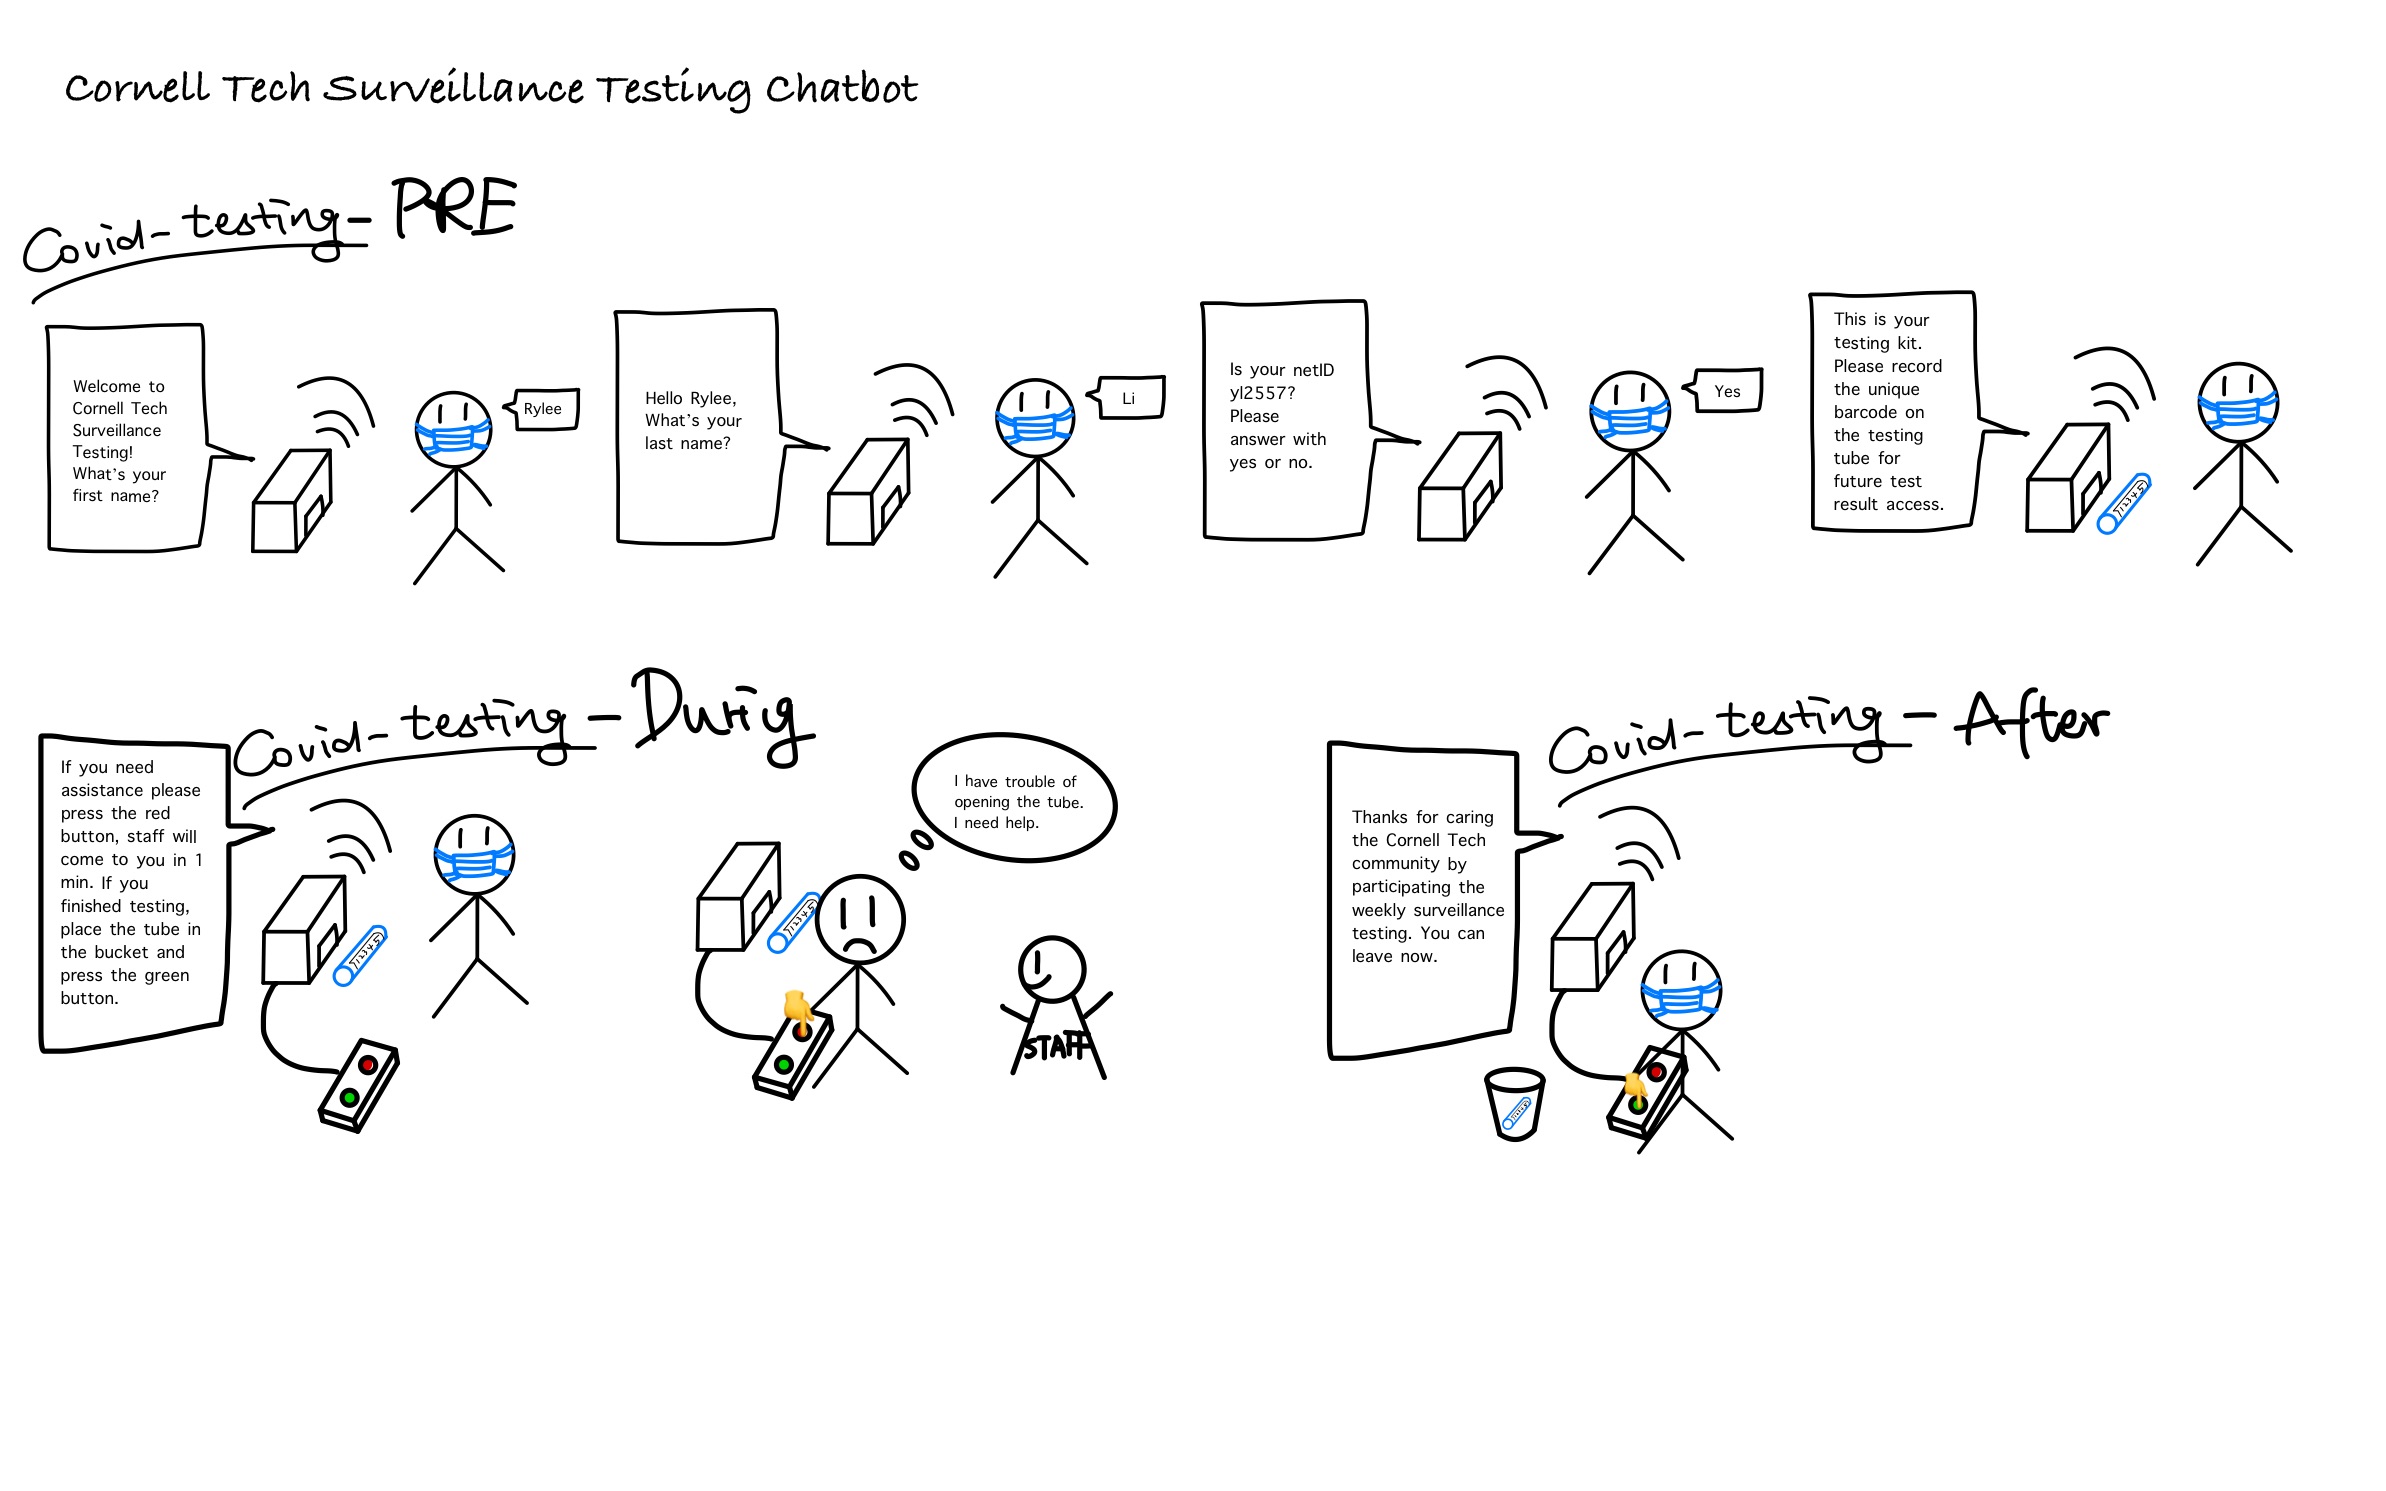 Cornell Tech Surveillance Testing Chatbot
Covid-testing- PRE
Welcome to
Cornell Tech
Surveillance
Testing!
What's your
first name?
Rylee
Hello Rylee,
What's your
last name?
Li
Is your netID
yl2557?
Please
answer with
yes or no.
Yes
This is your
testing kit.
Please record
the unique
barcode on
the testing
tube for
future test
result access.
Covid-testing - Durig
If you need
assistance please
press the red
button, staff will
come to you in 1
min. If you
finished testing,
place the tube in
the bucket and
press the green
button.
I have trouble of
opening the tube.
I need help.
STAFF
Covid-testing - After
Thanks for caring
the Cornell Tech
community by
participating the
weekly surveillance
testing. You can
leave now.